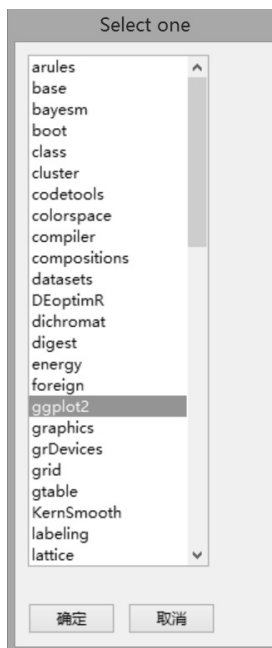 Select one
arules
base
bayesm
boot
class
cluster
codetools
colorspace
compiler
compositions
datasets
DEoptimR
dichromat
digest
energy
foreign
ggplot2
graphics
grDevices
grid
gtable
KernSmooth
labeling
lattice
确定 取消